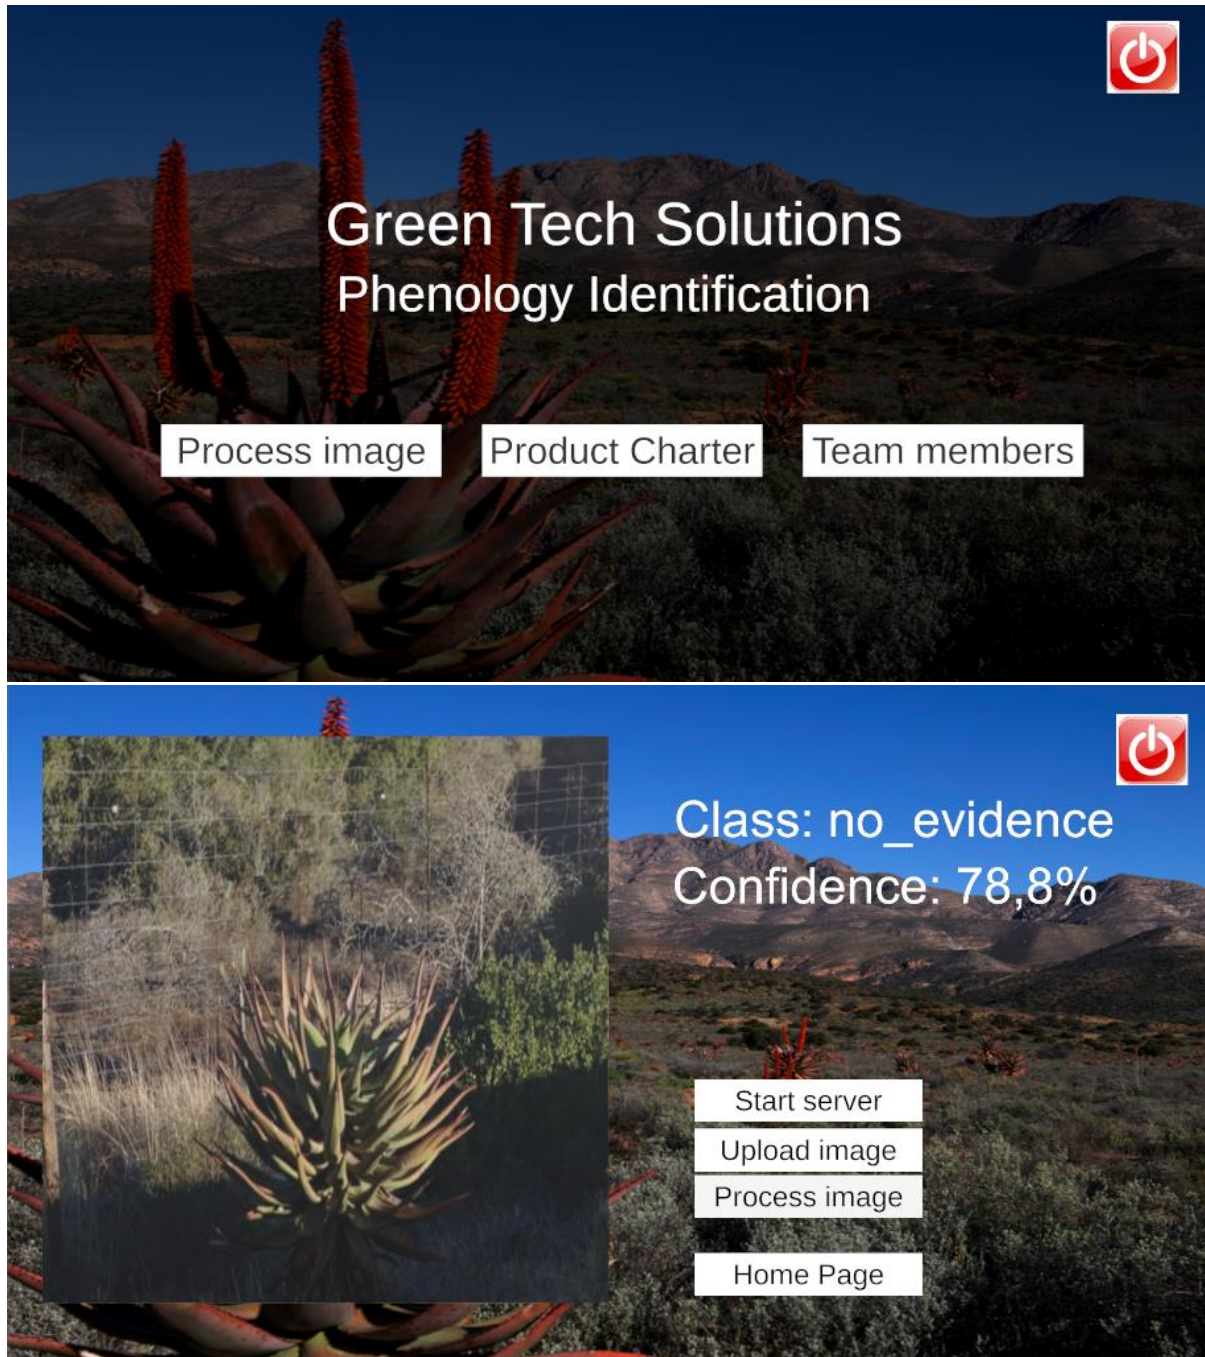 Green Tech Solutions
Phenology Identification
Process image
Product Charter
Team members
Class: no_evidence
Confidence: 78,8%
Start server
Upload image
Process image
Home Page